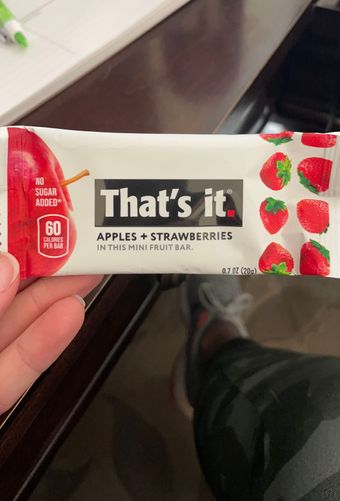 NO
SUGAR
ADDED*
60
CALORIES
PER BAR
That's it.®
APPLES + STRAWBERRIES
IN THIS MINI FRUIT BAR.
0.7 OZ (20g)